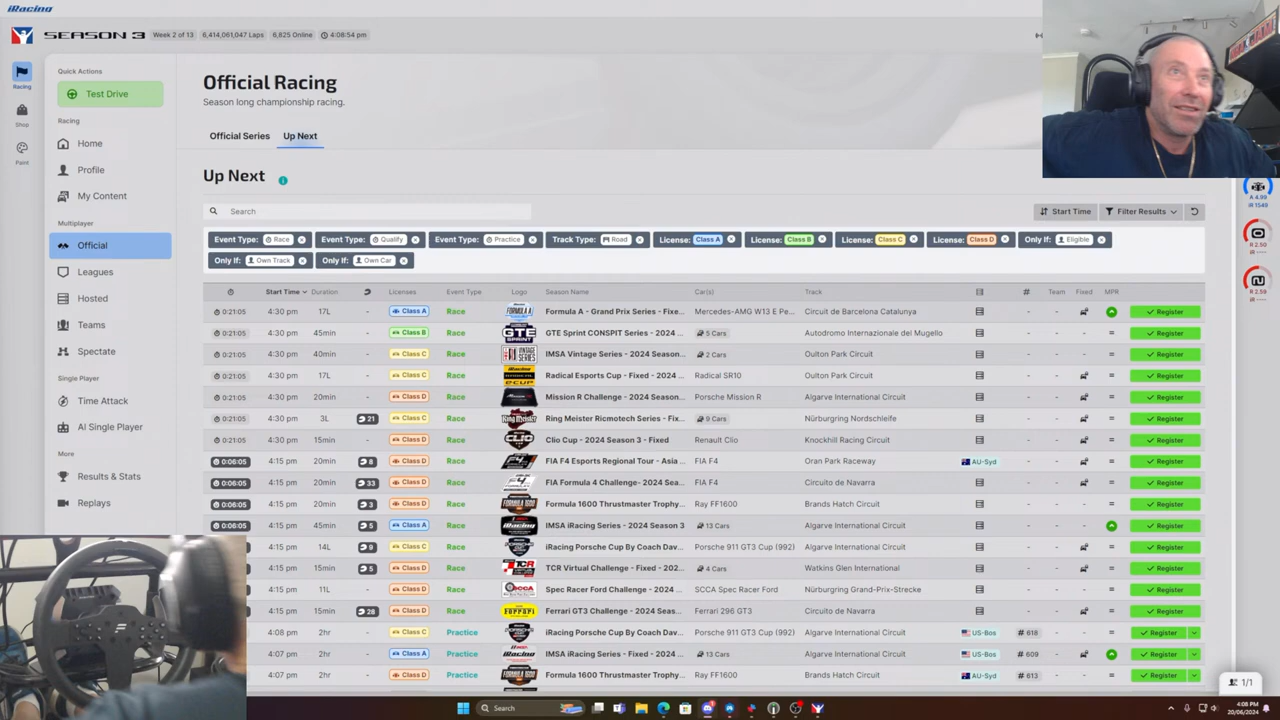 iRacing
SEASON 3 Week 2 of 13 6,414,061,047 Laps 6,825 Online 4:08:54 pm
Racing
Shop
Paint
Quick Actions
Test Drive
Racing
Home
Profile
My Content
Multiplayer
Official
Leagues
Hosted
Teams
Spectate
Single Player
Time Attack
AI Single Player
More
Results & Stats
Replays
Official Racing
Season long championship racing.
Official Series Up Next
Up Next
Search Start Time Filter Results
Event Type: Race Event Type: Qualify Event Type: Practice Track Type: Road License: Class A License: Class B License: Class C License: Class D Only If: Eligible
Only If: Own Track Only If: Own Car
Start Time Duration Licenses Event Type Logo Season Name Car(s) Track # Team Fixed MPR
0:21:05 4:30 pm 17L - Class A Race Formula A - Grand Prix Series - Fix... Mercedes-AMG W13 E Pe... Circuit de Barcelona Catalunya - - Register
0:21:05 4:30 pm 45min - Class B Race GTE Sprint CONSPIT Series - 2024 ... 5 Cars Autodromo Internazionale del Mugello - - - = Register
0:21:05 4:30 pm 40min - Class C Race IMSA Vintage Series - 2024 Season... 2 Cars Oulton Park Circuit - - - = Register
0:21:05 4:30 pm 17L - Class C Race Radical Esports Cup - Fixed - 2024... Radical SR10 Oulton Park Circuit - - = Register
0:21:05 4:30 pm 20min - Class D Race Mission R Challenge - Fixed - 2024... Porsche Mission R Algarve International Circuit - - = Register
0:21:05 4:30 pm 3L 21 Class C Race Ring Meister Ricmotech Series - Fix... 9 Cars Nürburgring Nordschleife - - = Register
0:21:05 4:30 pm 15min - Class D Race Clio Cup - 2024 Season 3 - Fixed Renault Clio Knockhill Racing Circuit - - = Register
0:06:05 4:15 pm 20min 8 Class D Race FIA F4 Esports Regional Tour - Asia ... FIA F4 Oran Park Raceway AU-Syd - - = Register
0:06:05 4:15 pm 20min 33 Class D Race FIA Formula 4 Challenge - 2024 Sea... FIA F4 Circuito de Navarra - - = Register
0:06:05 4:15 pm 20min 3 Class D Race Formula 1600 Thrustmaster Trophy... Ray FF1600 Brands Hatch Circuit - - - = Register
0:06:05 4:15 pm 45min 5 Class A Race IMSA iRacing Series - 2024 Season 3 13 Cars Algarve International Circuit - - - Register
4:15 pm 14L 9 Class C Race iRacing Porsche Cup By Coach Dav... Porsche 911 GT3 Cup (992) Algarve International Circuit - - - = Register
4:15 pm 15min 5 Class D Race TCR Virtual Challenge - Fixed - 202... 4 Cars Watkins Glen International - - = Register
4:15 pm 11L - Class D Race Spec Racer Ford Challenge - 2024 ... SCCA Spec Racer Ford Nürburgring Grand-Prix-Strecke - - - = Register
4:15 pm 15min 28 Class D Race Ferrari GT3 Challenge - 2024 Seas... Ferrari 296 GT3 Circuito de Navarra - - = Register
4:08 pm 2hr - Class C Practice iRacing Porsche Cup By Coach Dav... Porsche 911 GT3 Cup (992) Algarve International Circuit US-Bos # 618 - - = Register
4:07 pm 2hr - Class A Practice IMSA iRacing Series - Fixed - 2024 ... 13 Cars Algarve International Circuit US-Bos # 609 - Register
4:07 pm 2hr - Class D Practice Formula 1600 Thrustmaster Trophy... Ray FF1600 Brands Hatch Circuit AU-Syd # 613 - - = Register
A 4.99
iR 1549
R 2.50
iR ----
R 2.59
iR ----
1/1
Search
4:08 PM
20/06/2024